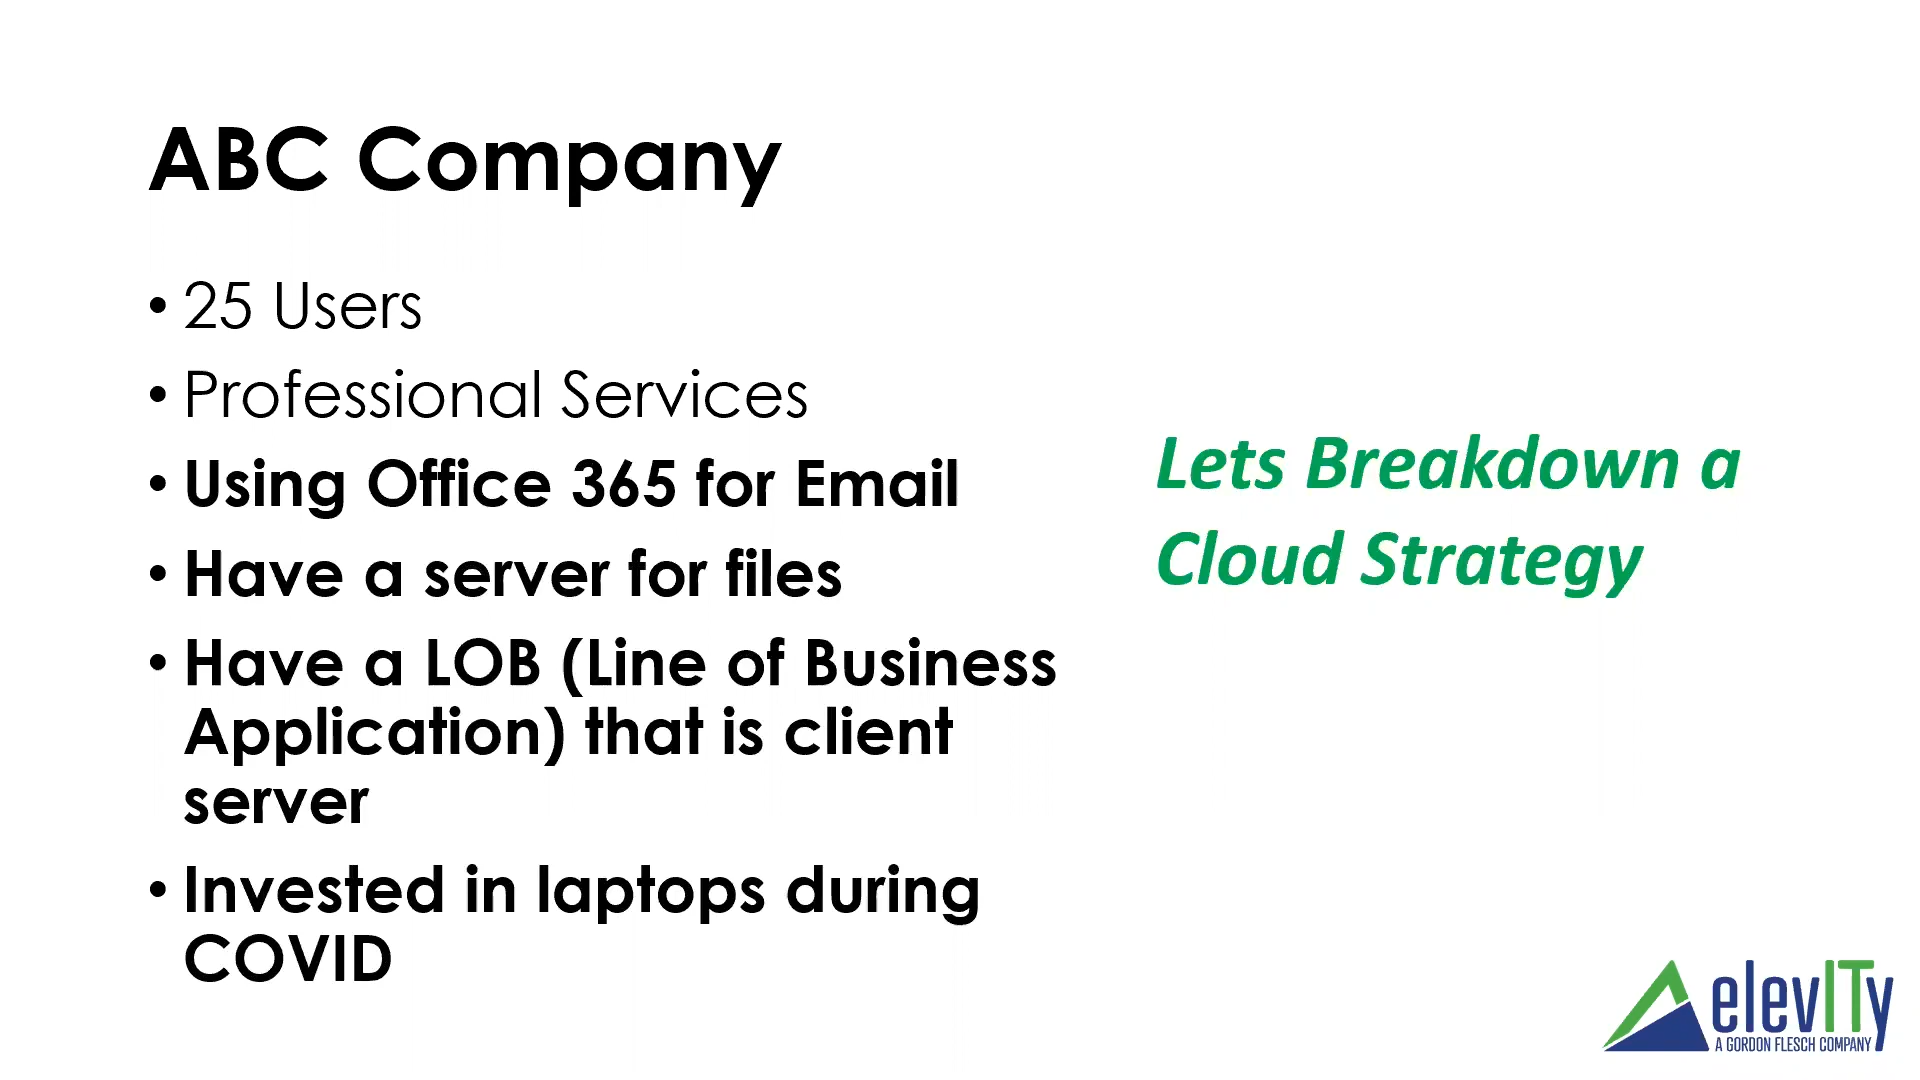 ABC Company
• 25 Users
• Professional Services
• Using Office 365 for Email
• Have a server for files
• Have a LOB (Line of Business
Application) that is client
server
• Invested in laptops during
COVID
Lets Breakdown a
Cloud Strategy
elevITy
A GORDON FLESCH COMPANY